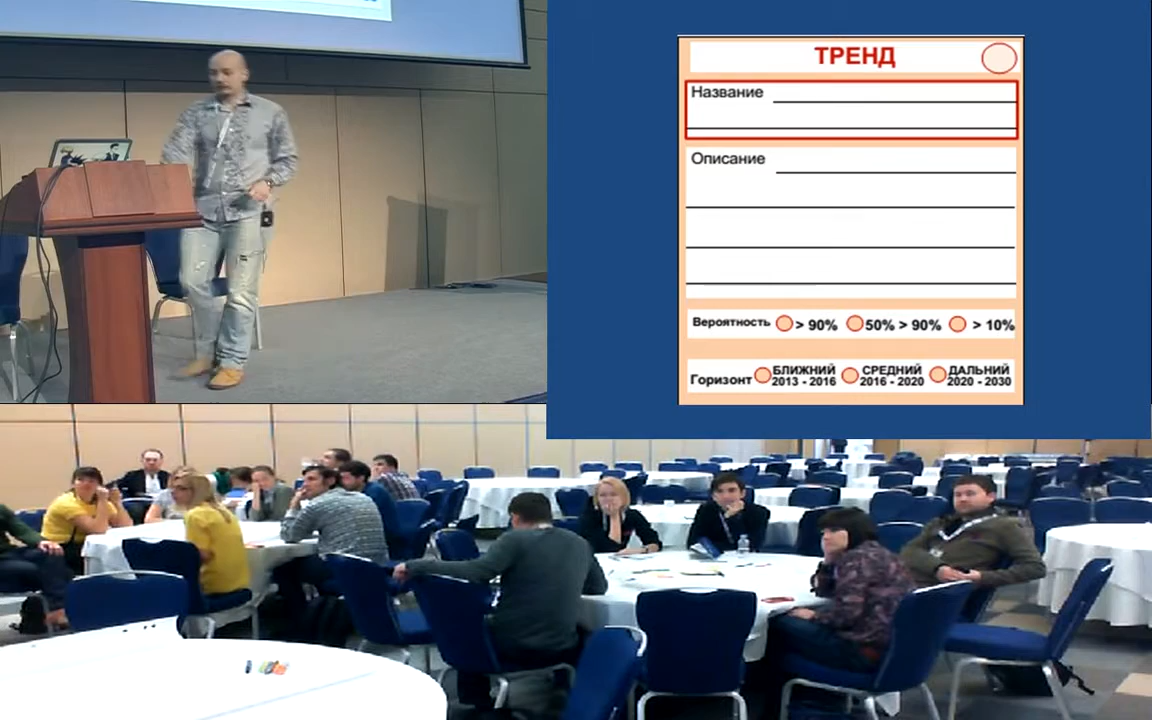 ТРЕНД
Название
Описание
Вероятность > 90% 50% > 90% > 10%
Горизонт БЛИЖНИЙ 2013 - 2016 СРЕДНИЙ 2016 - 2020 ДАЛЬНИЙ 2020 - 2030